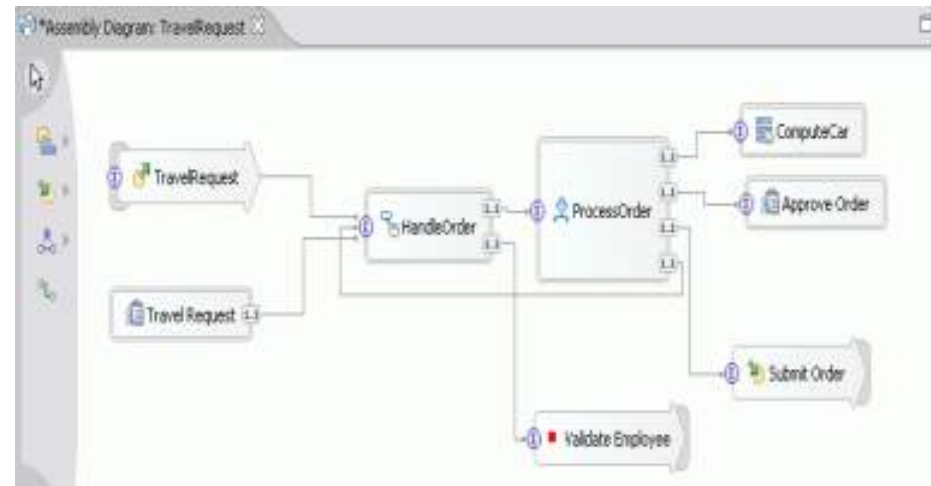 *Assembly Diagram: TravelRequest
ComputeCar
TravelRequest
Approve Order
ProcessOrder
HandleOrder
Travel Request
Submit Order
Validate Employee